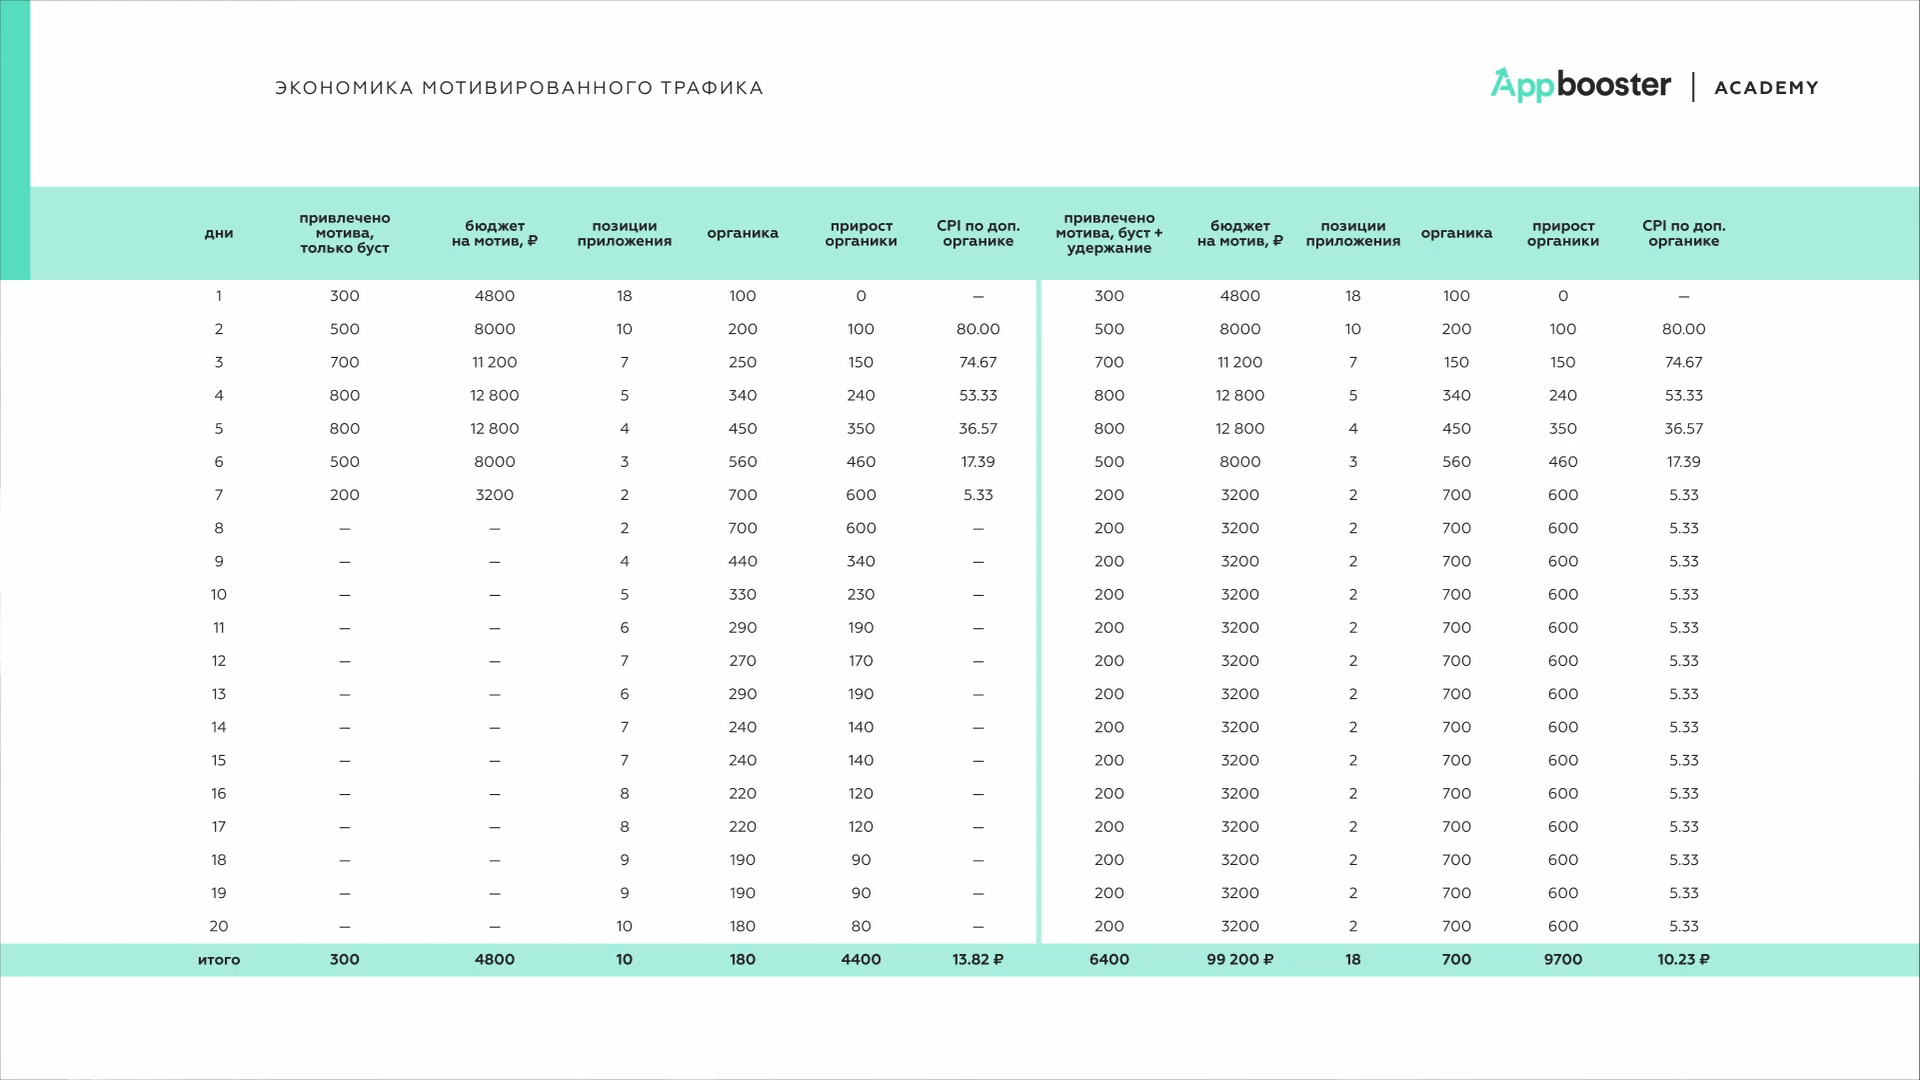 ЭКОНОМИКА МОТИВИРОВАННОГО ТРАФИКА
Appbooster | ACADEMY
дни привлечено мотива, только буст бюджет на мотив, ₽ позиции приложения органика прирост органики CPI по доп. органике привлечено мотива, буст + удержание бюджет на мотив, ₽ позиции приложения органика прирост органики CPI по доп. органике
1 300 4800 18 100 0 — 300 4800 18 100 0 —
2 500 8000 10 200 100 80.00 500 8000 10 200 100 80.00
3 700 11 200 7 250 150 74.67 700 11 200 7 150 150 74.67
4 800 12 800 5 340 240 53.33 800 12 800 5 340 240 53.33
5 800 12 800 4 450 350 36.57 800 12 800 4 450 350 36.57
6 500 8000 3 560 460 17.39 500 8000 3 560 460 17.39
7 200 3200 2 700 600 5.33 200 3200 2 700 600 5.33
8 — — 2 700 600 — 200 3200 2 700 600 5.33
9 — — 4 440 340 — 200 3200 2 700 600 5.33
10 — — 5 330 230 — 200 3200 2 700 600 5.33
11 — — 6 290 190 — 200 3200 2 700 600 5.33
12 — — 7 270 170 — 200 3200 2 700 600 5.33
13 — — 6 290 190 — 200 3200 2 700 600 5.33
14 — — 7 240 140 — 200 3200 2 700 600 5.33
15 — — 7 240 140 — 200 3200 2 700 600 5.33
16 — — 8 220 120 — 200 3200 2 700 600 5.33
17 — — 8 220 120 — 200 3200 2 700 600 5.33
18 — — 9 190 90 — 200 3200 2 700 600 5.33
19 — — 9 190 90 — 200 3200 2 700 600 5.33
20 — — 10 180 80 — 200 3200 2 700 600 5.33
итого 300 4800 10 180 4400 13.82 ₽ 6400 99 200 ₽ 18 700 9700 10.23 ₽